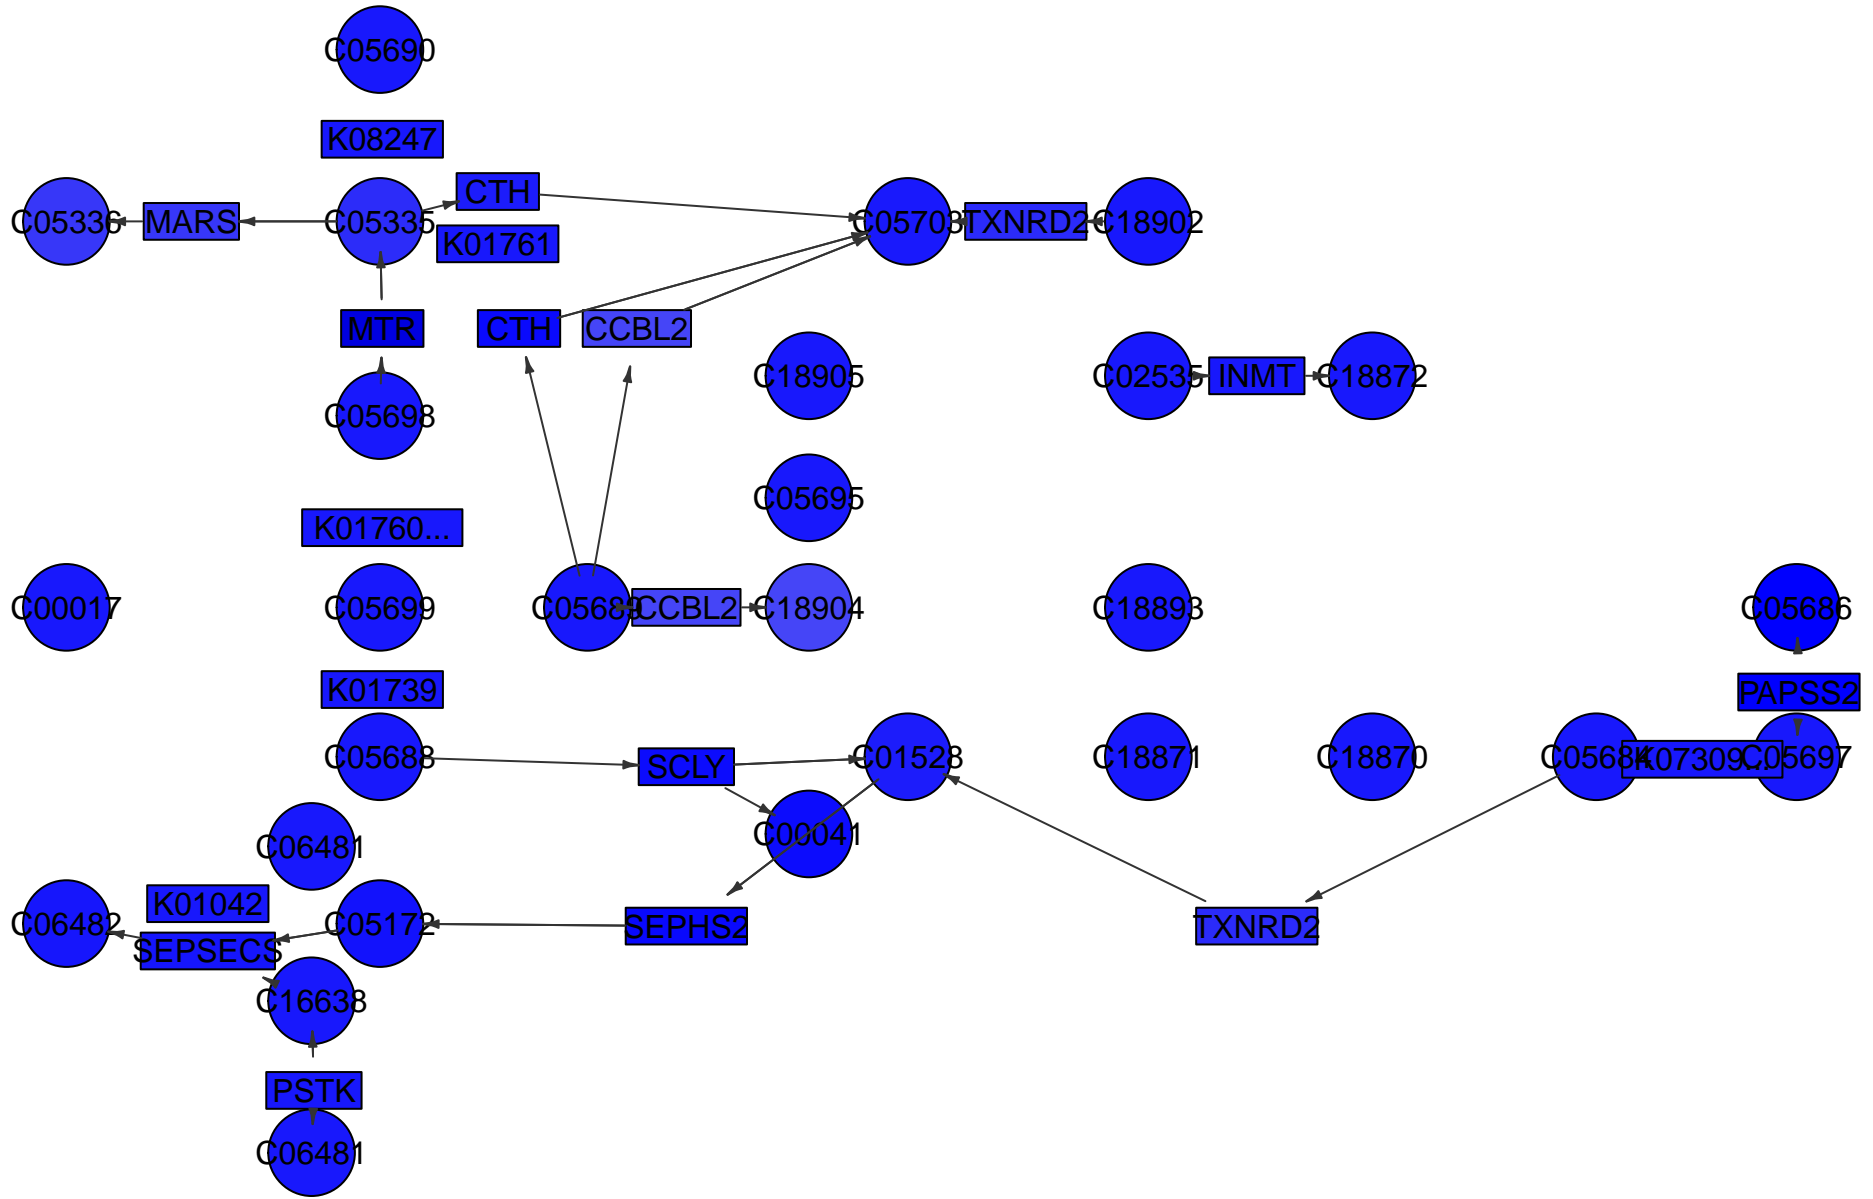 C05690
K08247
CTH
C05336
MARS
C05335
C05703
TXNRD2
C18902
K01761
MTR
CTH
CCBL2
C18905
C02535
INMT
C18872
C05698
C05695
K01760...
C00017
C05699
C05689
CCBL2
C18904
C18893
C05686
K01739
PAPSS2
C05688
SCLY
C01528
C18871
C18870
C05684
K07309...
C05697
C00041
C06481
K01042
C06482
C05172
SEPHS2
TXNRD2
SEPSECS
C16638
PSTK
C06481